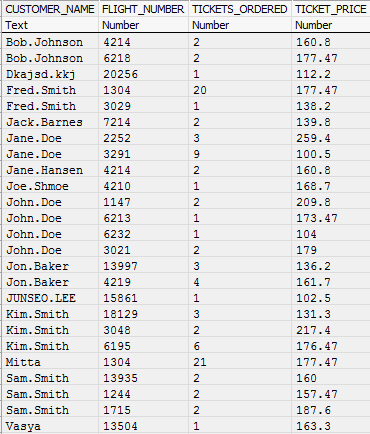 CUSTOMER_NAME FLIGHT_NUMBER TICKETS_ORDERED TICKET_PRICE
Text Number Number Number
Bob.Johnson 4214 2 160.8
Bob.Johnson 6218 2 177.47
Dkajsd.kkj 20256 1 112.2
Fred.Smith 1304 20 177.47
Fred.Smith 3029 1 138.2
Jack.Barnes 7214 2 139.8
Jane.Doe 2252 3 259.4
Jane.Doe 3291 9 100.5
Jane.Hansen 4214 2 160.8
Joe.Shmoe 4210 1 168.7
John.Doe 1147 2 209.8
John.Doe 6213 1 173.47
John.Doe 6232 1 104
John.Doe 3021 2 179
Jon.Baker 13997 3 136.2
Jon.Baker 4219 4 161.7
JUNSEO.LEE 15861 1 102.5
Kim.Smith 18129 3 131.3
Kim.Smith 3048 2 217.4
Kim.Smith 6195 6 176.47
Mitta 1304 21 177.47
Sam.Smith 13935 2 160
Sam.Smith 1244 2 157.47
Sam.Smith 1715 2 187.6
Vasya 13504 1 163.3